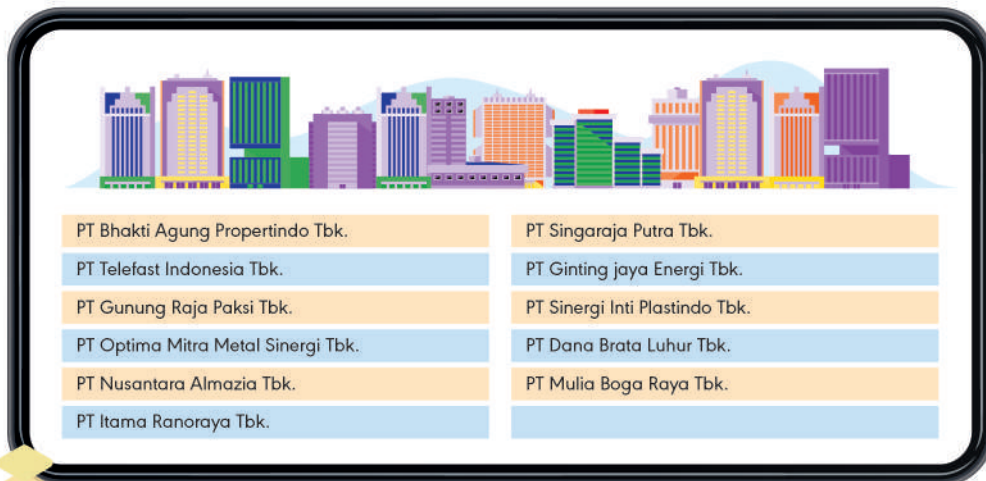 PT Bhakti Agung Propertindo Tbk.
PT Telefast Indonesia Tbk.
PT Gunung Raja Paksi Tbk.
PT Optima Mitra Metal Sinergi Tbk.
PT Nusantara Almazia Tbk.
PT Itama Ranoraya Tbk.
PT Singaraja Putra Tbk.
PT Ginting jaya Energi Tbk.
PT Sinergi Inti Plastindo Tbk.
PT Dana Brata Luhur Tbk.
PT Mulia Boga Raya Tbk.